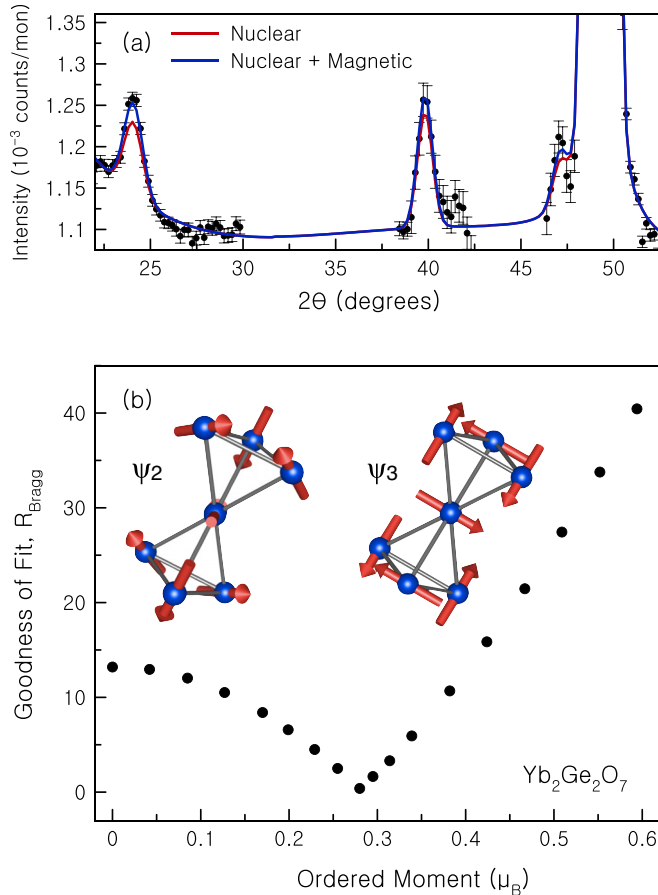 (a)
Nuclear
Nuclear + Magnetic
1.35
1.3
1.25
1.2
1.15
1.1
Intensity (10⁻³ counts/mon)
25
30
35
40
45
50
2Θ (degrees)
(b)
ψ2
ψ3
40
30
20
10
0
Goodness of Fit, R_Bragg
Yb₂Ge₂O₇
0
0.1
0.2
0.3
0.4
0.5
0.6
Ordered Moment (μ_B)